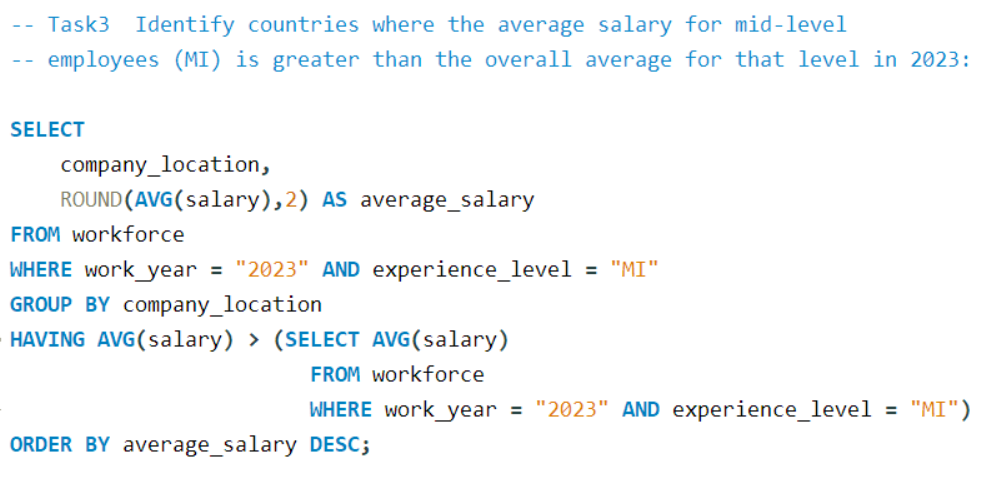 -- Task3  Identify countries where the average salary for mid-level
-- employees (MI) is greater than the overall average for that level in 2023:
SELECT
    company_location,
    ROUND(AVG(salary),2) AS average_salary
FROM workforce
WHERE work_year = "2023" AND experience_level = "MI"
GROUP BY company_location
HAVING AVG(salary) > (SELECT AVG(salary)
                        FROM workforce
                        WHERE work_year = "2023" AND experience_level = "MI")
ORDER BY average_salary DESC;